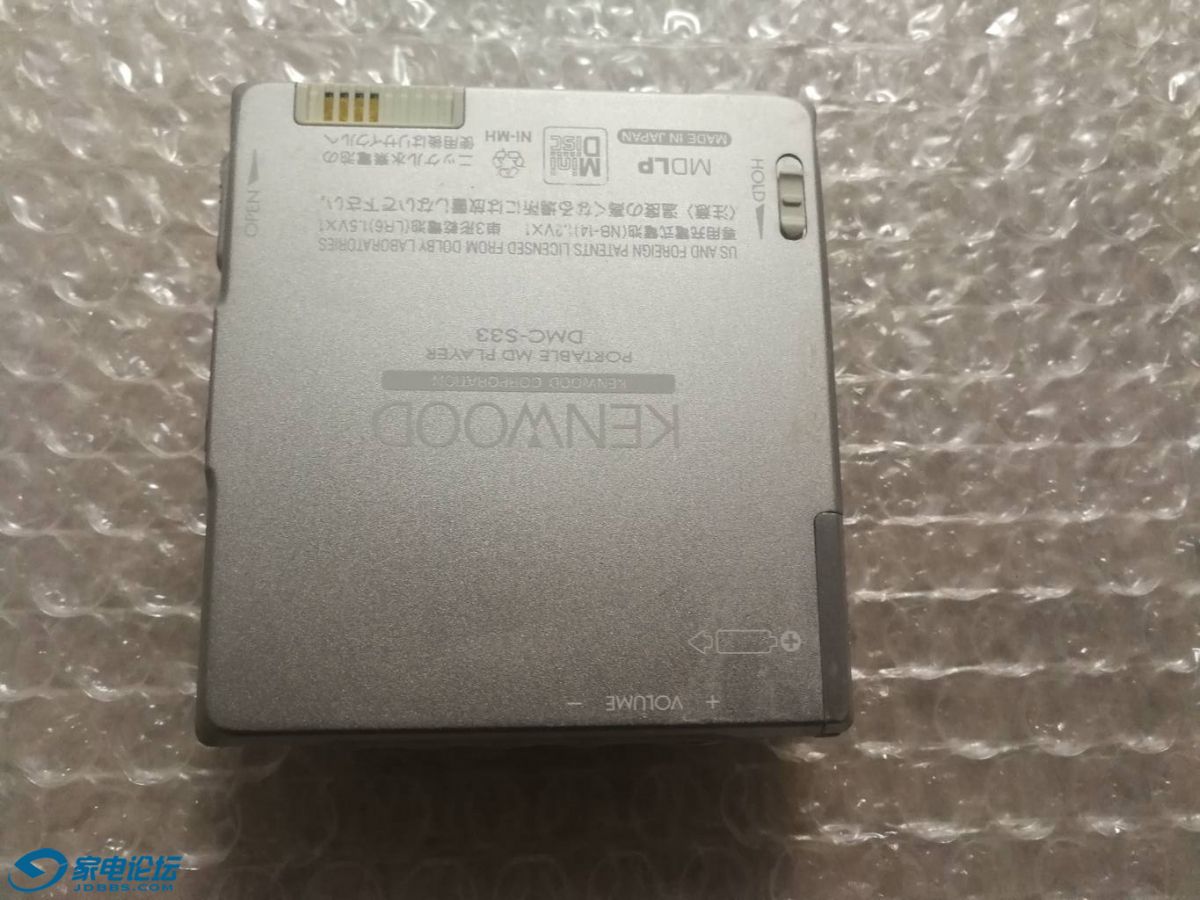 VOLUME
+ −
KENWOOD
KENWOOD CORPORATION
PORTABLE MD PLAYER
DMC-S33
US AND FOREIGN PATENTS LICENSED FROM DOLBY LABORATORIES
専用充電式電池(NB-14)1.2V×1 単3形乾電池(LR6)1.5V×1
〈注意〉温度の高くなる場所には放置しないで下さい。
HOLD
OPEN
MDLP
MADE IN JAPAN
Mini
DISC
NI-MH
ニッケル水素電池の
使用後はリサイクルへ
家电论坛
JDBBS.COM